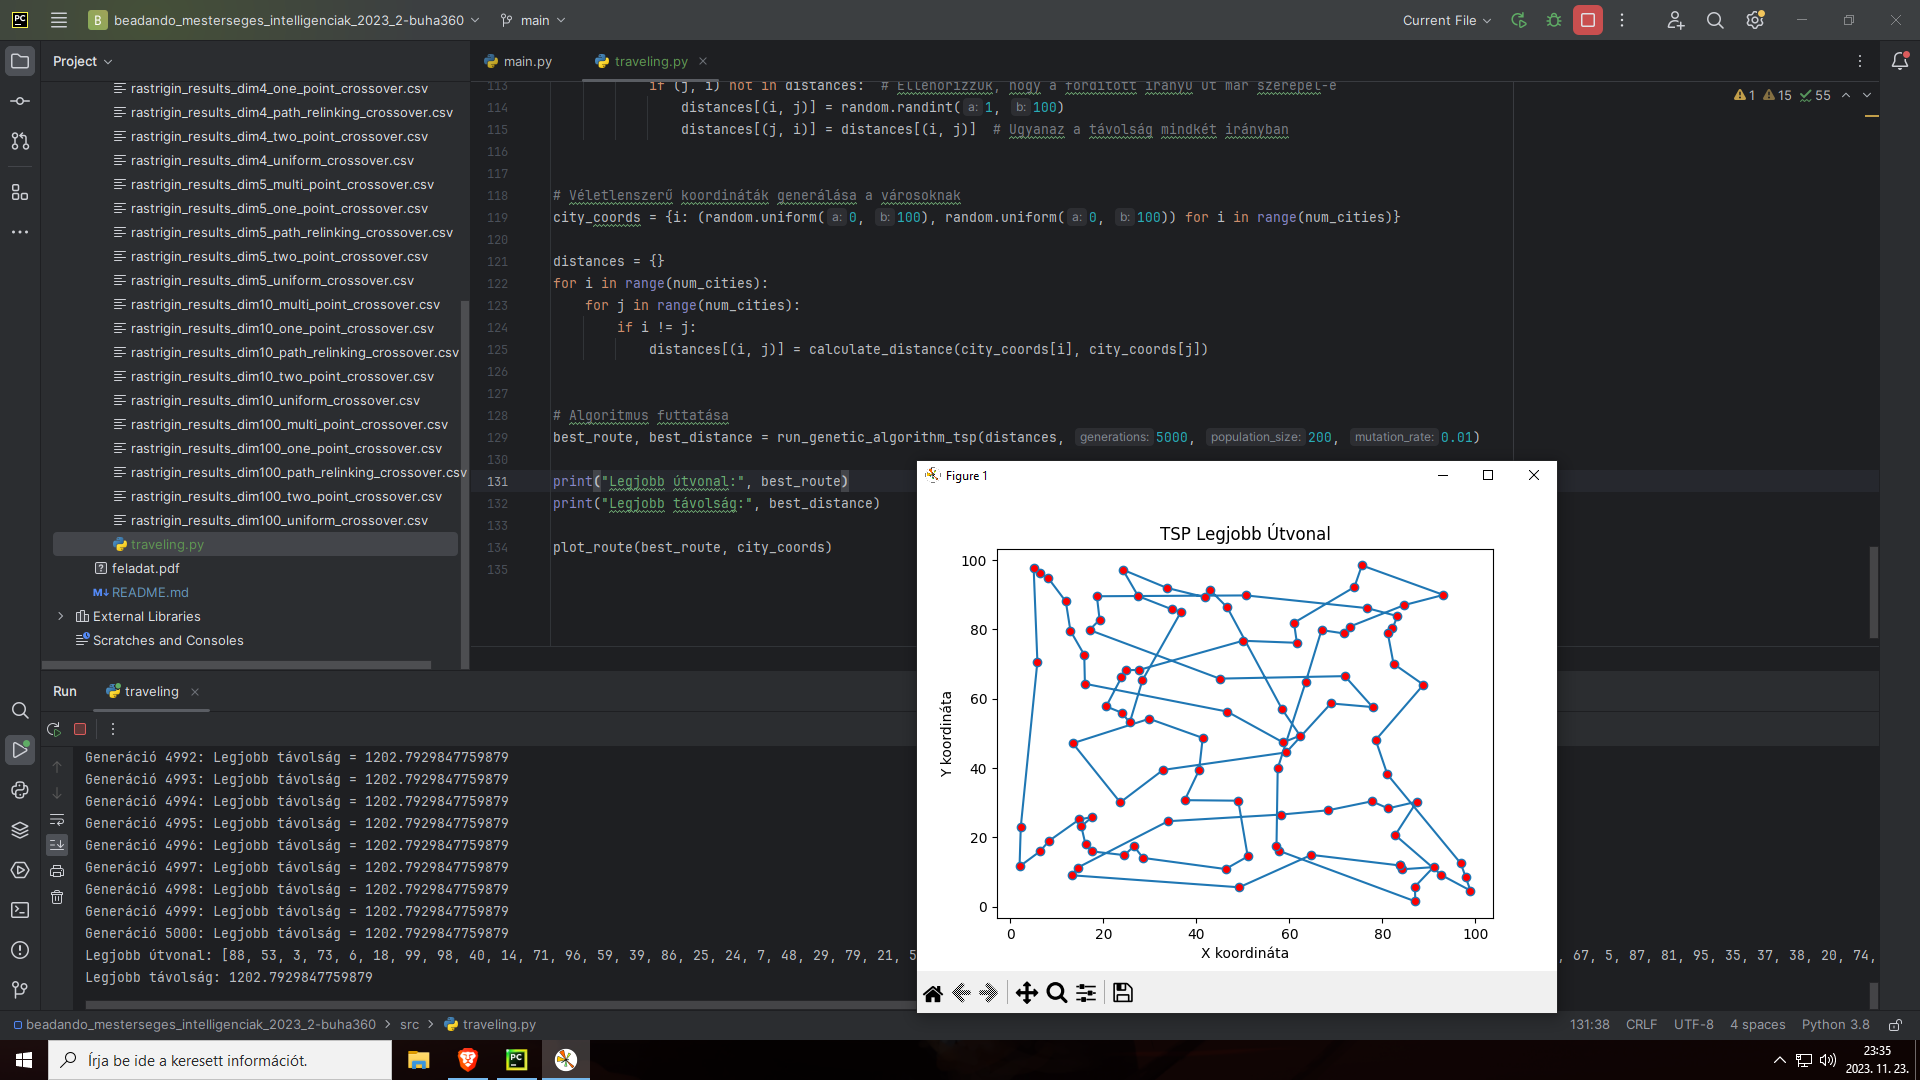 PC
B beadando_mesterseges_intelligenciak_2023_2-buha360
main
Current File
Project
main.py
traveling.py
rastrigin_results_dim4_one_point_crossover.csv
rastrigin_results_dim4_path_relinking_crossover.csv
rastrigin_results_dim4_two_point_crossover.csv
rastrigin_results_dim4_uniform_crossover.csv
rastrigin_results_dim5_multi_point_crossover.csv
rastrigin_results_dim5_one_point_crossover.csv
rastrigin_results_dim5_path_relinking_crossover.csv
rastrigin_results_dim5_two_point_crossover.csv
rastrigin_results_dim5_uniform_crossover.csv
rastrigin_results_dim10_multi_point_crossover.csv
rastrigin_results_dim10_one_point_crossover.csv
rastrigin_results_dim10_path_relinking_crossover.csv
rastrigin_results_dim10_two_point_crossover.csv
rastrigin_results_dim10_uniform_crossover.csv
rastrigin_results_dim100_multi_point_crossover.csv
rastrigin_results_dim100_one_point_crossover.csv
rastrigin_results_dim100_path_relinking_crossover.csv
rastrigin_results_dim100_two_point_crossover.csv
rastrigin_results_dim100_uniform_crossover.csv
traveling.py
feladat.pdf
M↓ README.md
External Libraries
Scratches and Consoles
1 15 55
113 if (j, i) not in distances: # Ellenőrizzük, hogy a fordított irányú út már szerepel-e
114 distances[(i, j)] = random.randint( a: 1, b: 100)
115 distances[(j, i)] = distances[(i, j)] # Ugyanaz a távolság mindkét irányban
116
117
118 # Véletlenszerű koordináták generálása a városoknak
119 city_coords = {i: (random.uniform( a: 0, b: 100), random.uniform( a: 0, b: 100)) for i in range(num_cities)}
120
121 distances = {}
122 for i in range(num_cities):
123 for j in range(num_cities):
124 if i != j:
125 distances[(i, j)] = calculate_distance(city_coords[i], city_coords[j])
126
127
128 # Algoritmus futtatása
129 best_route, best_distance = run_genetic_algorithm_tsp(distances, generations: 5000, population_size: 200, mutation_rate: 0.01)
130
131 print("Legjobb útvonal:", best_route)
132 print("Legjobb távolság:", best_distance)
133
134 plot_route(best_route, city_coords)
135
Run
traveling
Generáció 4992: Legjobb távolság = 1202.7929847759879
Generáció 4993: Legjobb távolság = 1202.7929847759879
Generáció 4994: Legjobb távolság = 1202.7929847759879
Generáció 4995: Legjobb távolság = 1202.7929847759879
Generáció 4996: Legjobb távolság = 1202.7929847759879
Generáció 4997: Legjobb távolság = 1202.7929847759879
Generáció 4998: Legjobb távolság = 1202.7929847759879
Generáció 4999: Legjobb távolság = 1202.7929847759879
Generáció 5000: Legjobb távolság = 1202.7929847759879
Legjobb útvonal: [88, 53, 3, 73, 6, 18, 99, 98, 40, 14, 71, 96, 59, 39, 86, 25, 24, 7, 48, 29, 79, 21, 5 , 67, 5, 87, 81, 95, 35, 37, 38, 20, 74,
Legjobb távolság: 1202.7929847759879
Figure 1
TSP Legjobb Útvonal
100
80
60
40
20
0
Y koordináta
0 20 40 60 80 100
X koordináta
beadando_mesterseges_intelligenciak_2023_2-buha360 > src > traveling.py
131:38 CRLF UTF-8 4 spaces Python 3.8
Írja be ide a keresett információt.
PC
23:35
2023. 11. 23.